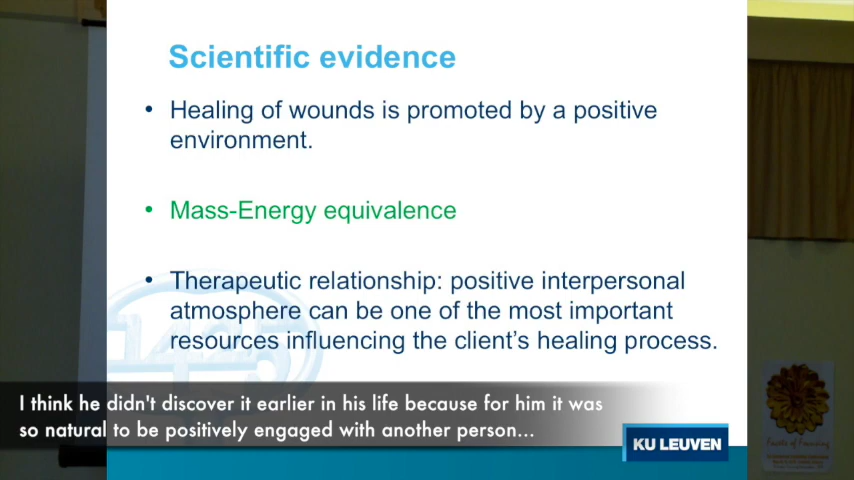 Scientific evidence
• Healing of wounds is promoted by a positive
environment.
• Mass-Energy equivalence
• Therapeutic relationship: positive interpersonal
atmosphere can be one of the most important
resources influencing the client's healing process.
1425
I think he didn't discover it earlier in his life because for him it was
so natural to be positively engaged with another person...
KU LEUVEN